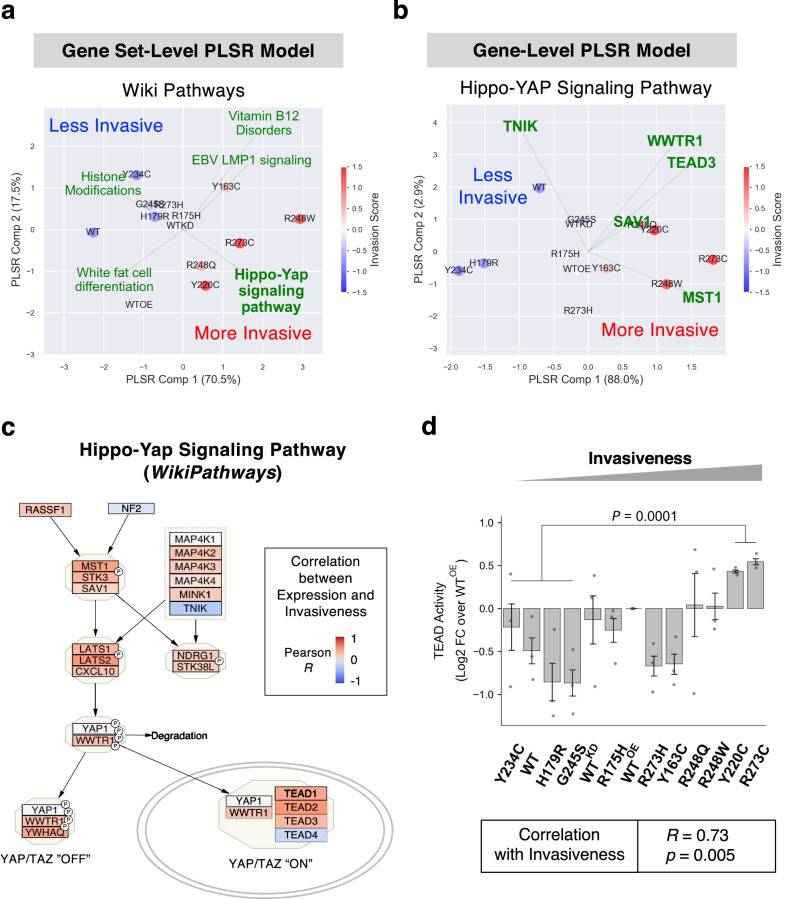 a
Gene Set-Level PLSR Model
Wiki Pathways
Less Invasive
Vitamin B12
Disorders
EBV LMP1 signaling
Histone
Modifications
Y234C
Y163C
G245S
R273H
H179R
R175H
WTKD
WT
R248W
R273C
R248Q
Y220C
WTOE
White fat cell
differentiation
Hippo-Yap
signaling
pathway
More Invasive
2
1
0
−1
−2
−3
−3
−2
−1
0
1
2
3
PLSR Comp 2 (17.5%)
PLSR Comp 1 (70.5%)
1.5
1.0
0.5
0.0
−0.5
−1.0
−1.5
Invasion Score
b
Gene-Level PLSR Model
Hippo-YAP Signaling Pathway
TNIK
WWTR1
TEAD3
Less
Invasive
WT
SAV1
G245S
WTKD
R248Q
Y220C
R175H
WTOE
Y163C
H179R
Y234C
R273C
R248W
MST1
R273H
More Invasive
4
3
2
1
0
−1
−2
−3
−2.0
−1.5
−1.0
−0.5
0.0
0.5
1.0
1.5
PLSR Comp 2 (2.9%)
PLSR Comp 1 (88.0%)
1.5
1.0
0.5
0.0
−0.5
−1.0
−1.5
Invasion Score
c
Hippo-Yap Signaling Pathway
(WikiPathways)
RASSF1
NF2
MST1
STK3
SAV1
P
MAP4K1
MAP4K2
MAP4K3
MAP4K4
MINK1
TNIK
LATS1
LATS2
CXCL10
P
NDRG1
STK38L
P
YAP1
WWTR1
P
P
P
P
Degradation
YAP1
WWTR1
YWHAQ
P
P
P
P
YAP/TAZ "OFF"
YAP1
WWTR1
TEAD1
TEAD2
TEAD3
TEAD4
YAP/TAZ “ON”
Correlation
between
Expression and
Invasiveness
Pearson
R
1
0
-1
d
Invasiveness
P = 0.0001
1.0
0.5
0.0
−0.5
−1.0
TEAD Activity
(Log2 FC over WTOE)
Y234C
WT
H179R
G245S
WTKD
R175H
WTOE
R273H
Y163C
R248Q
R248W
Y220C
R273C
Correlation
with Invasiveness
R = 0.73
p = 0.005